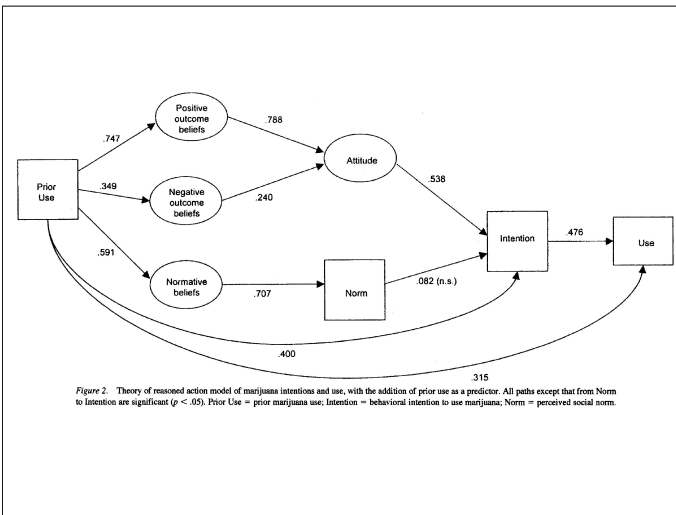 Positive
outcome
beliefs
.788
.747
Attitude
Prior
Use
.349
Negative
outcome
beliefs
.240
.538
Intention
.476
Use
.591
Normative
beliefs
.707
Norm
.082 (n.s.)
.400
.315
Figure 2. Theory of reasoned action model of marijuana intentions and use, with the addition of prior use as a predictor. All paths except that from Norm
to Intention are significant (p < .05). Prior Use = prior marijuana use; Intention = behavioral intention to use marijuana; Norm = perceived social norm.